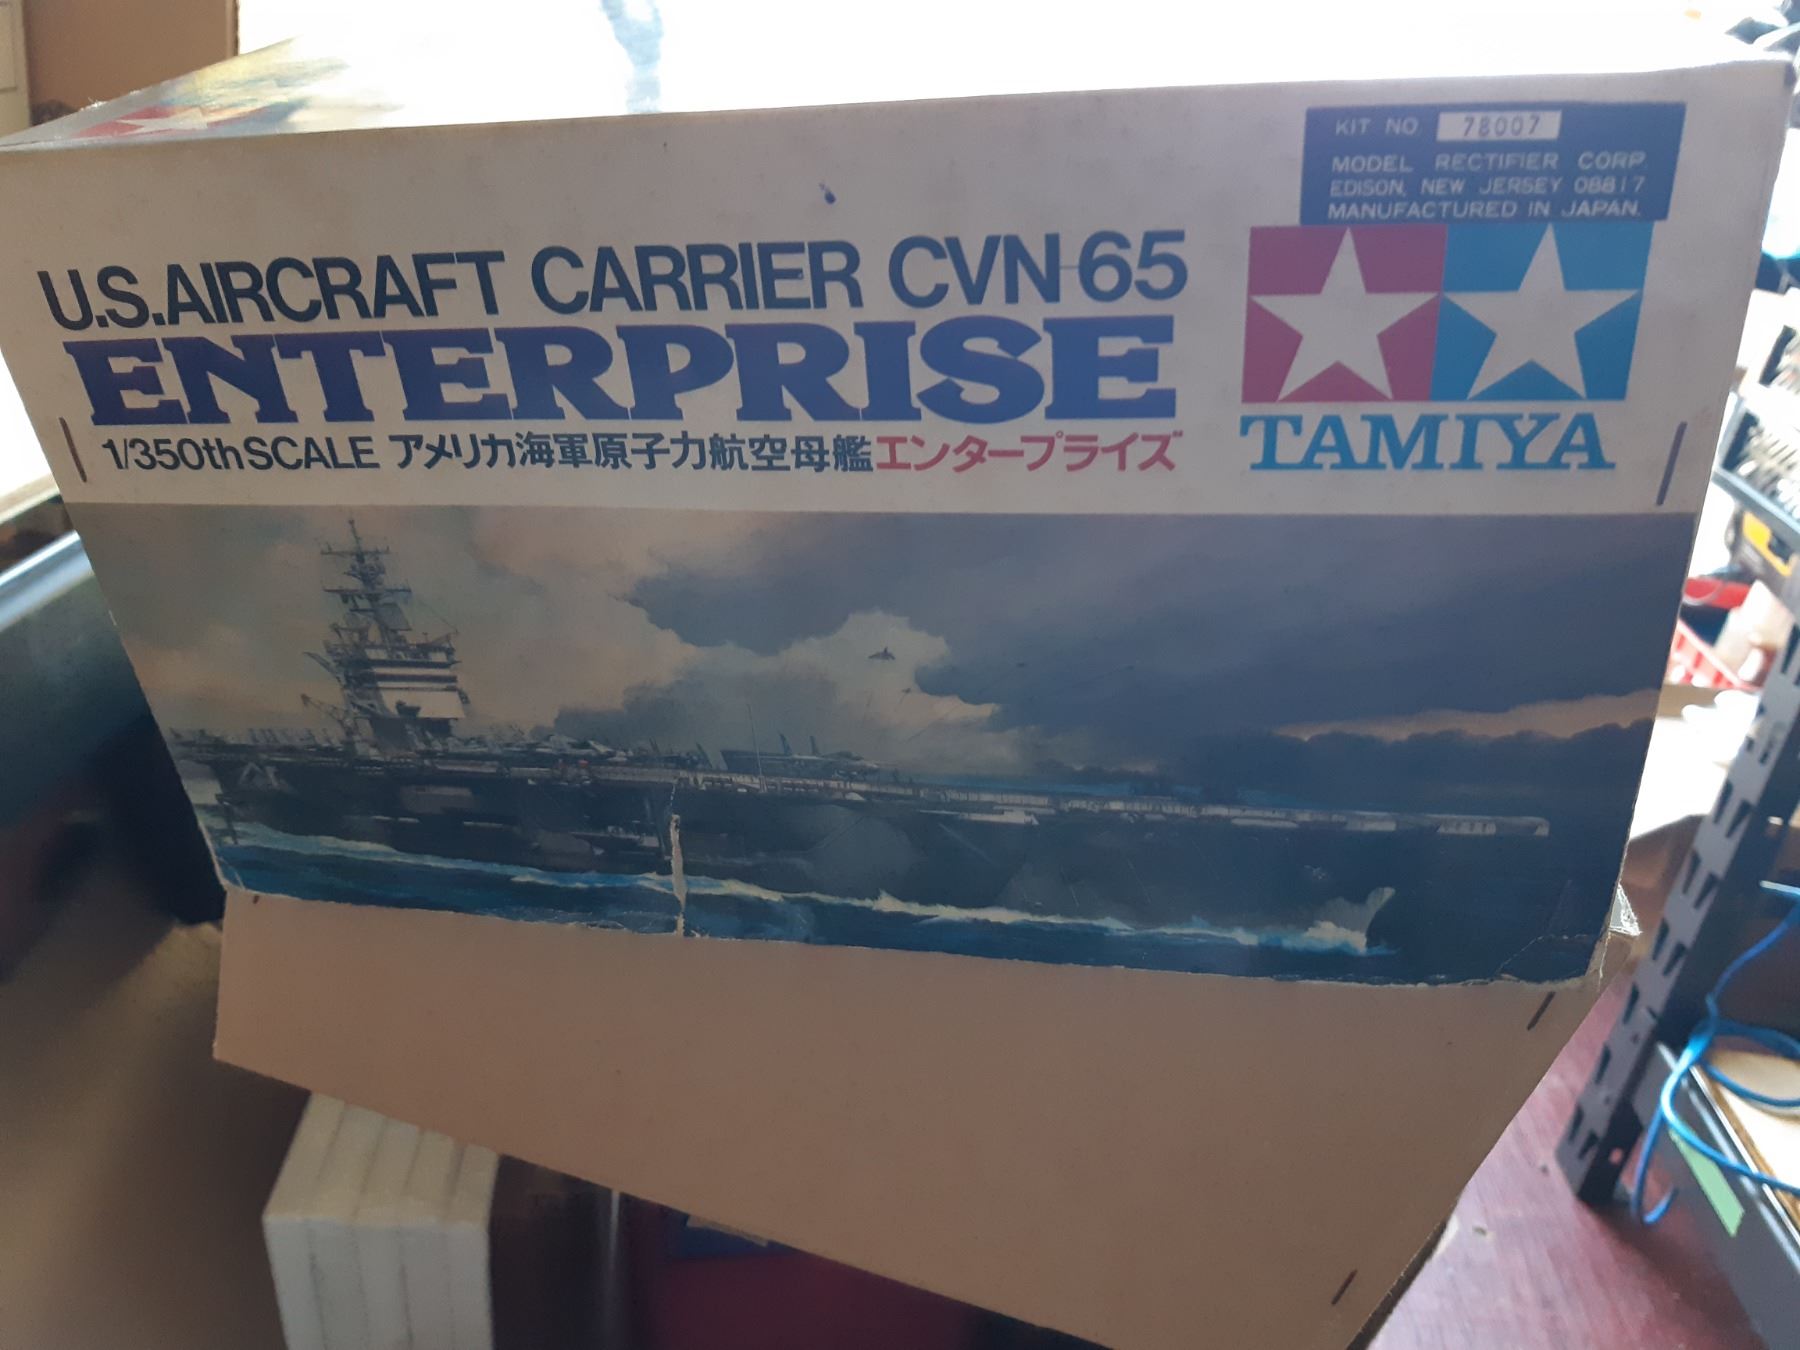 KIT NO 78007
MODEL RECTIFIER CORP
EDISON, NEW JERSEY 08817
MANUFACTURED IN JAPAN.
U.S. AIRCRAFT CARRIER CVN-65
ENTERPRISE
1/350th SCALE アメリカ海軍原子力航空母艦エンタープライズ
TAMIYA